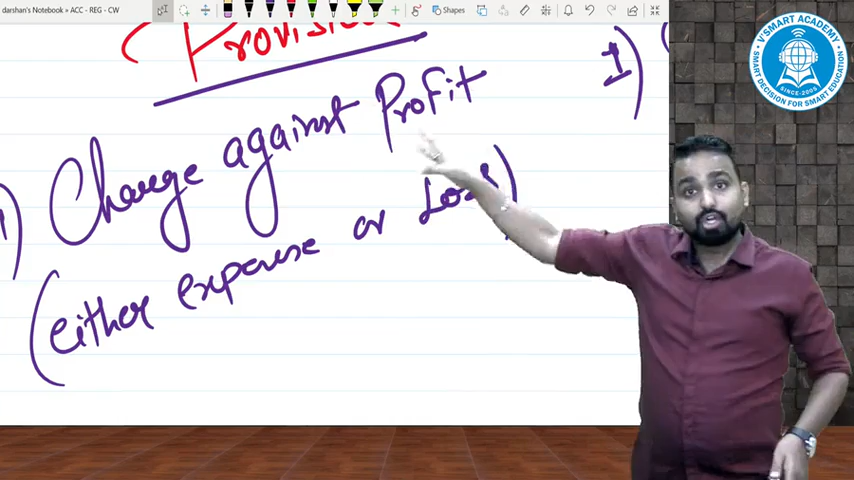 darshan's Notebook » ACC - REG - CW
Shapes
Provision
1)
Charge against Profit
(either expense or Loss)
1)
V'SMART ACADEMY
SMART DECISION FOR SMART EDUCATION
SINCE-2005